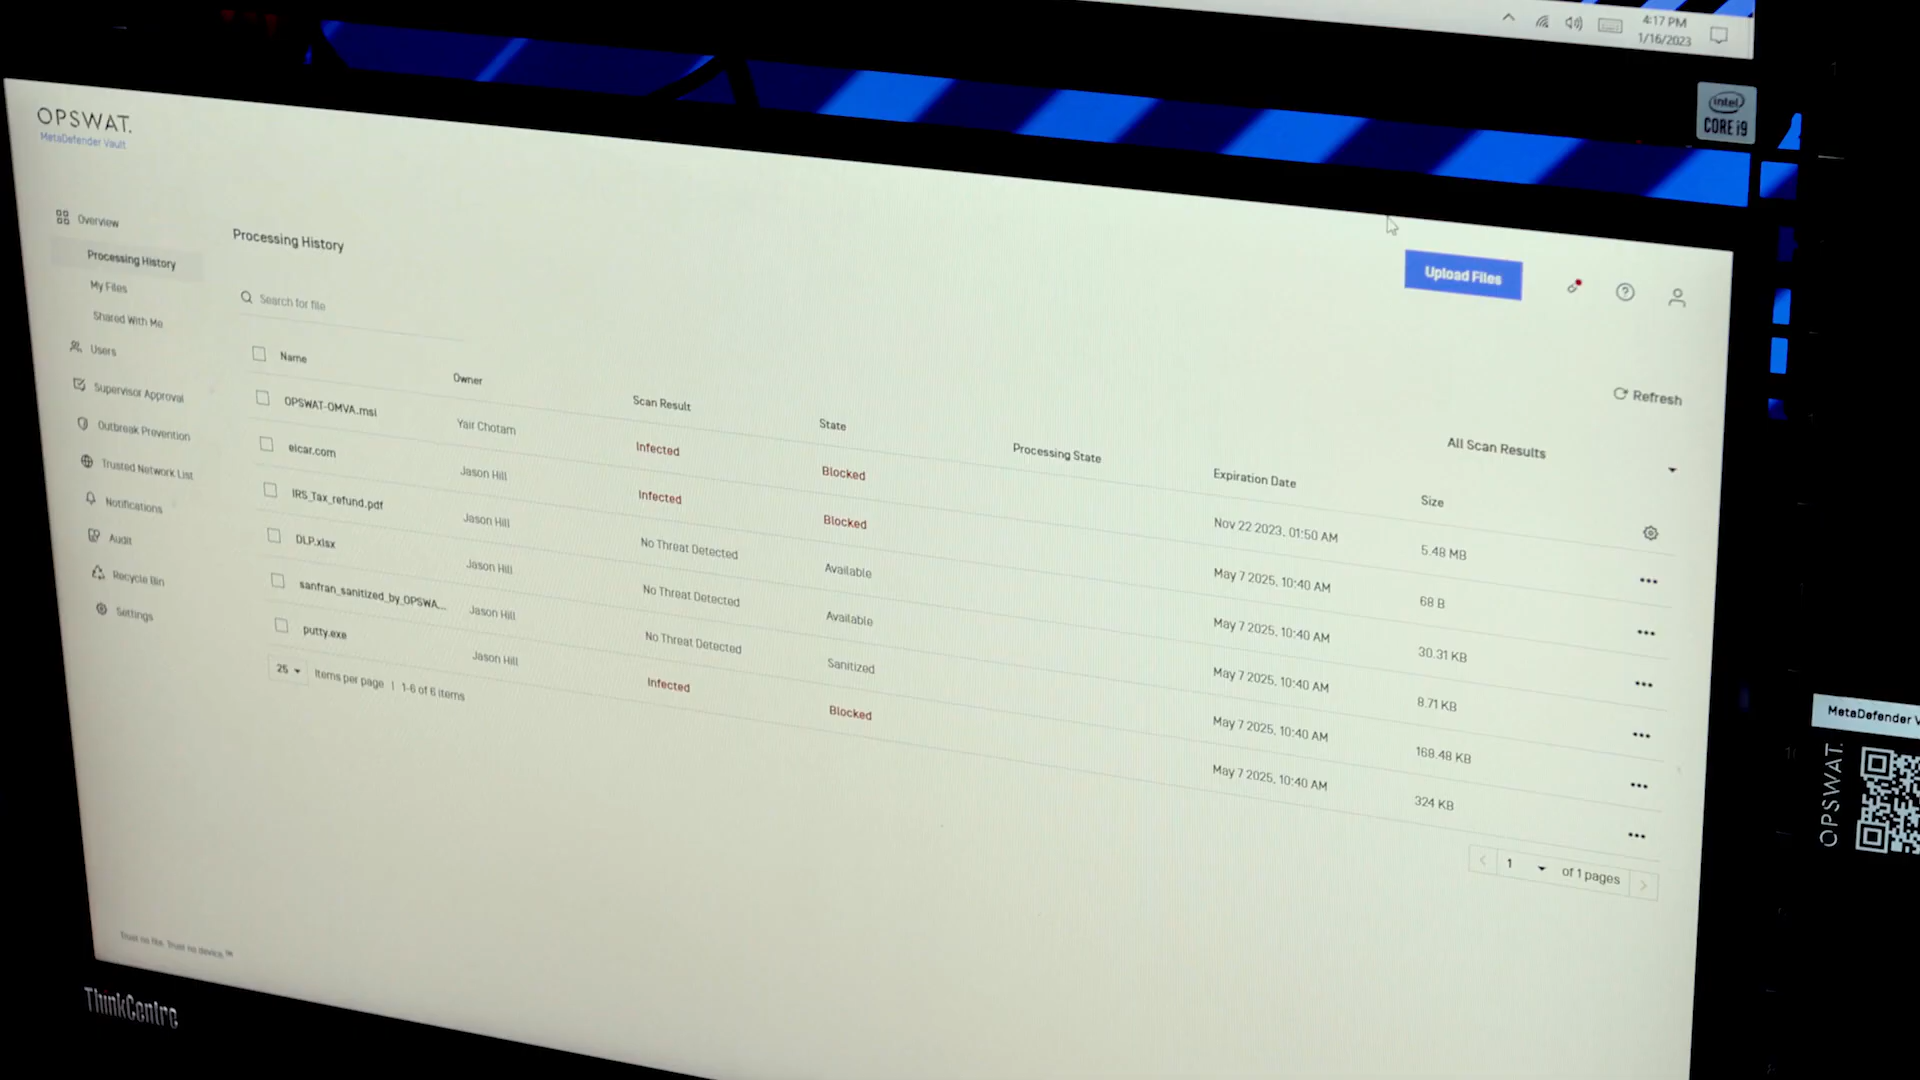 4:17 PM
1/16/2023
intel
CORE i9
OPSWAT.
MetaDefender Vault
Overview
Processing History
My Files
Shared With Me
Users
Supervisor Approval
Outbreak Prevention
Trusted Network List
Notifications
Audit
Recycle Bin
Settings
Processing History
Upload Files
Search for file
Refresh
All Scan Results
Name Owner Scan Result State Processing State Expiration Date Size
OPSWAT-OMVA.msi Yair Chotam Infected Blocked Nov 22 2023, 01:50 AM 5.48 MB
eicar.com Jason Hill Infected Blocked May 7 2025, 10:40 AM 68 B
IRS_Tax_refund.pdf Jason Hill No Threat Detected Available May 7 2025, 10:40 AM 30.31 KB
DLP.xlsx Jason Hill No Threat Detected Available May 7 2025, 10:40 AM 8.71 KB
sanfran_sanitized_by_OPSWA... Jason Hill No Threat Detected Sanitized May 7 2025, 10:40 AM 168.48 KB
putty.exe Jason Hill Infected Blocked May 7 2025, 10:40 AM 324 KB
25 Items per page | 1-6 of 6 items
1 of 1 pages
Trust no file. Trust no device.™
ThinkCentre
MetaDefender V
OPSWAT.